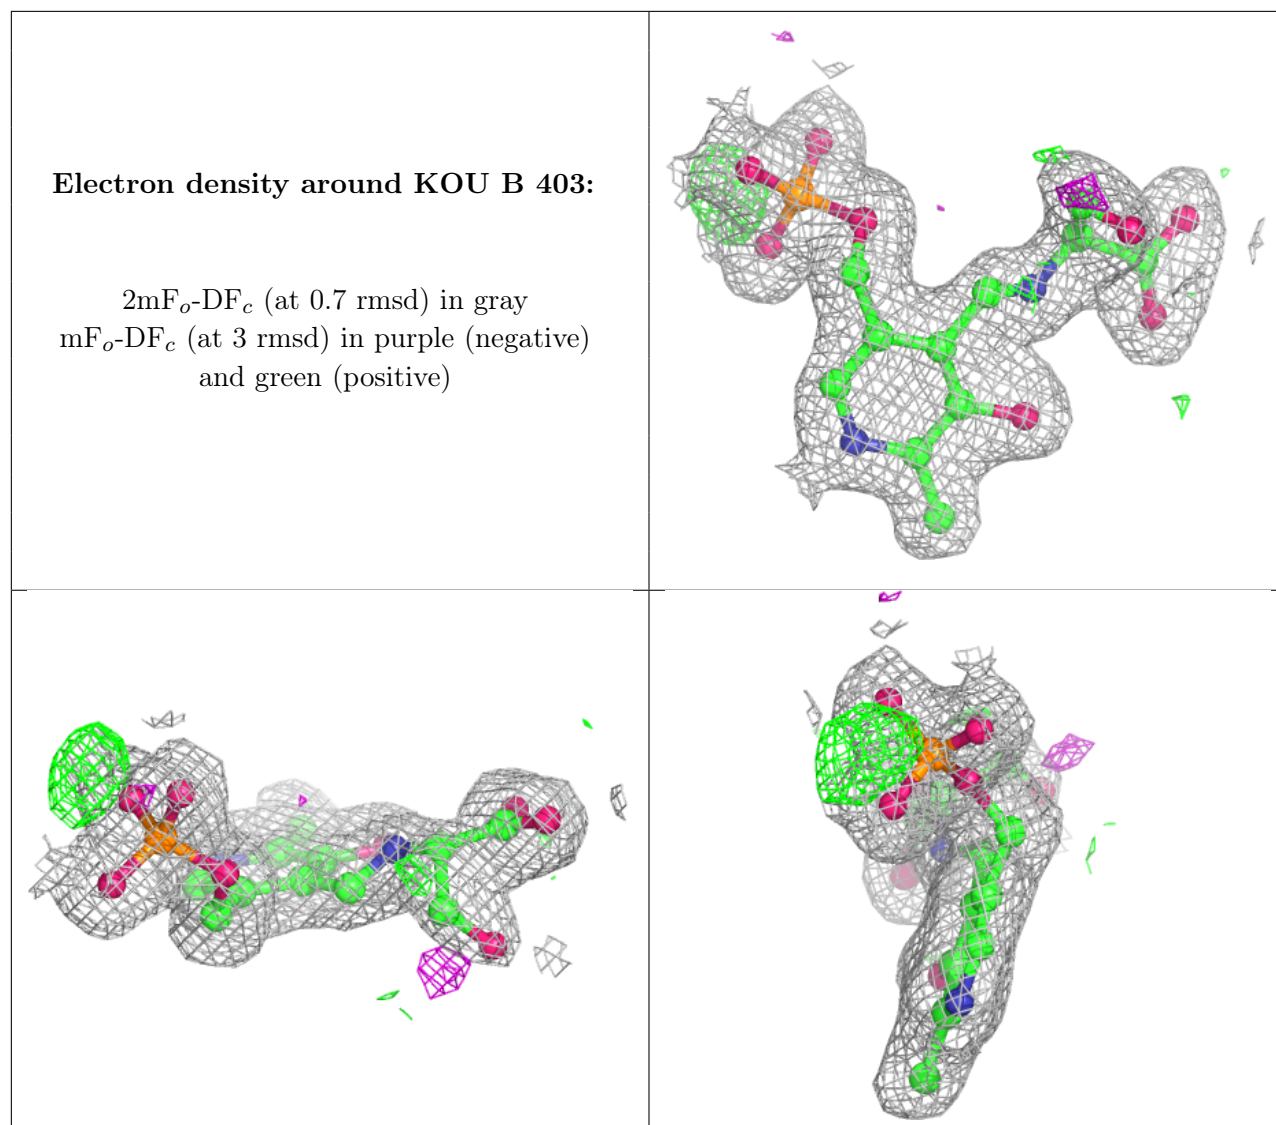 Electron density around KOU B 403:
2mFo-DFc (at 0.7 rmsd) in gray
mFo-DFc (at 3 rmsd) in purple (negative)
and green (positive)